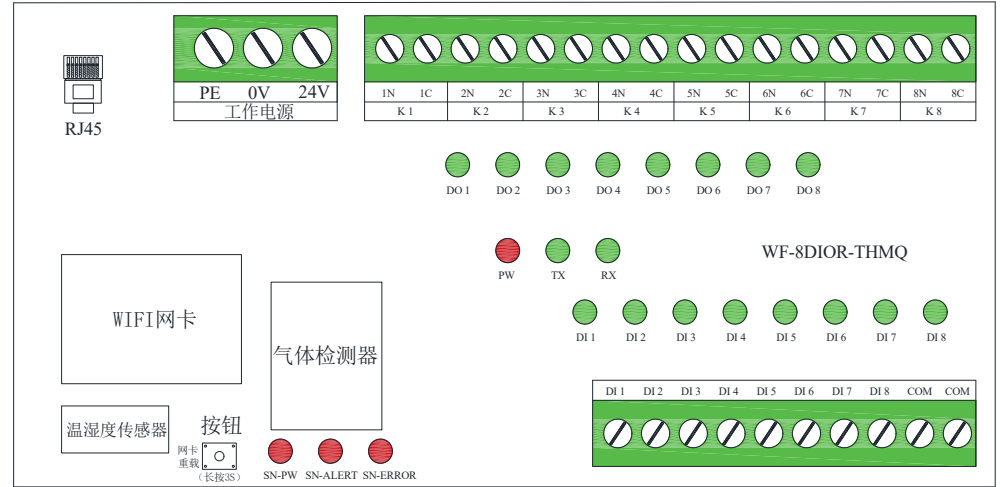 PE 0V 24V
工作电源
1N 1C 2N 2C 3N 3C 4N 4C 5N 5C 6N 6C 7N 7C 8N 8C
K 1 K 2 K 3 K 4 K 5 K 6 K 7 K 8
RJ45
DO 1 DO 2 DO 3 DO 4 DO 5 DO 6 DO 7 DO 8
WF-8DIOR-THMQ
PW TX RX
WIFI网卡
气体检测器
DI 1 DI 2 DI 3 DI 4 DI 5 DI 6 DI 7 DI 8
DI 1 DI 2 DI 3 DI 4 DI 5 DI 6 DI 7 DI 8 COM COM
温湿度传感器
按钮
网卡
重载
(长按3S)
SN-PW SN-ALERT SN-ERROR